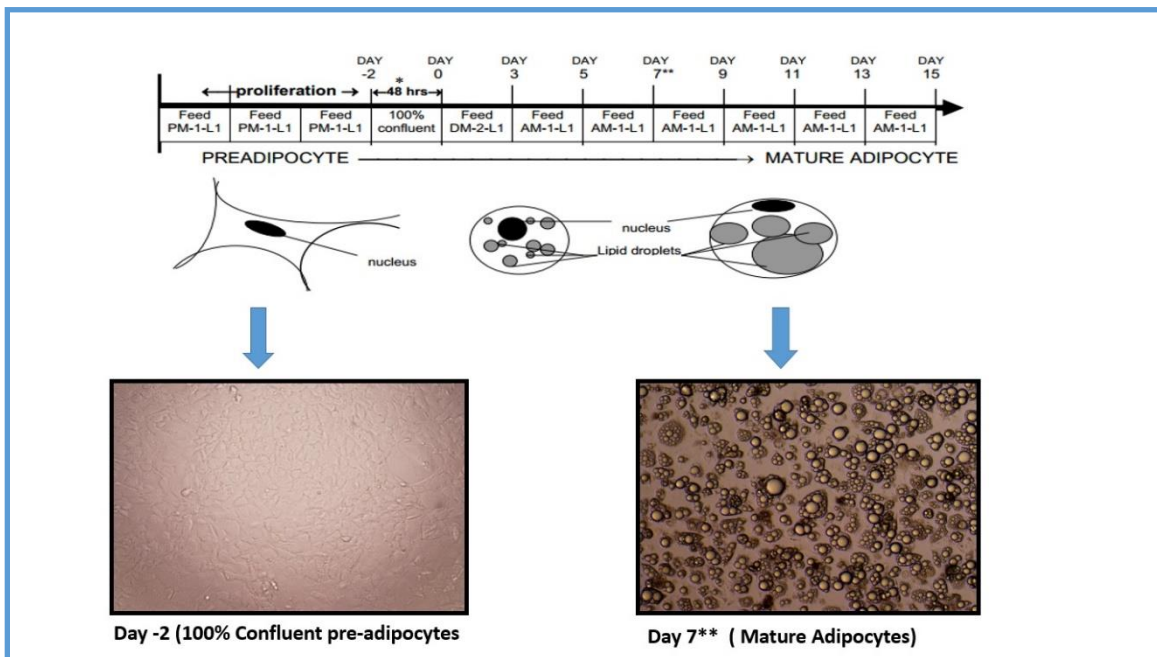 DAY DAY DAY DAY DAY DAY DAY DAY DAY
-2 0 3 5 7** 9 11 13 15
*
proliferation 48 hrs
Feed Feed Feed 100% Feed Feed Feed Feed Feed Feed Feed
PM-1-L1 PM-1-L1 PM-1-L1 confluent DM-2-L1 AM-1-L1 AM-1-L1 AM-1-L1 AM-1-L1 AM-1-L1 AM-1-L1
PREADIPOCYTE MATURE ADIPOCYTE
nucleus
Lipid droplets
nucleus
Day -2 (100% Confluent pre-adipocytes
Day 7** ( Mature Adipocytes)